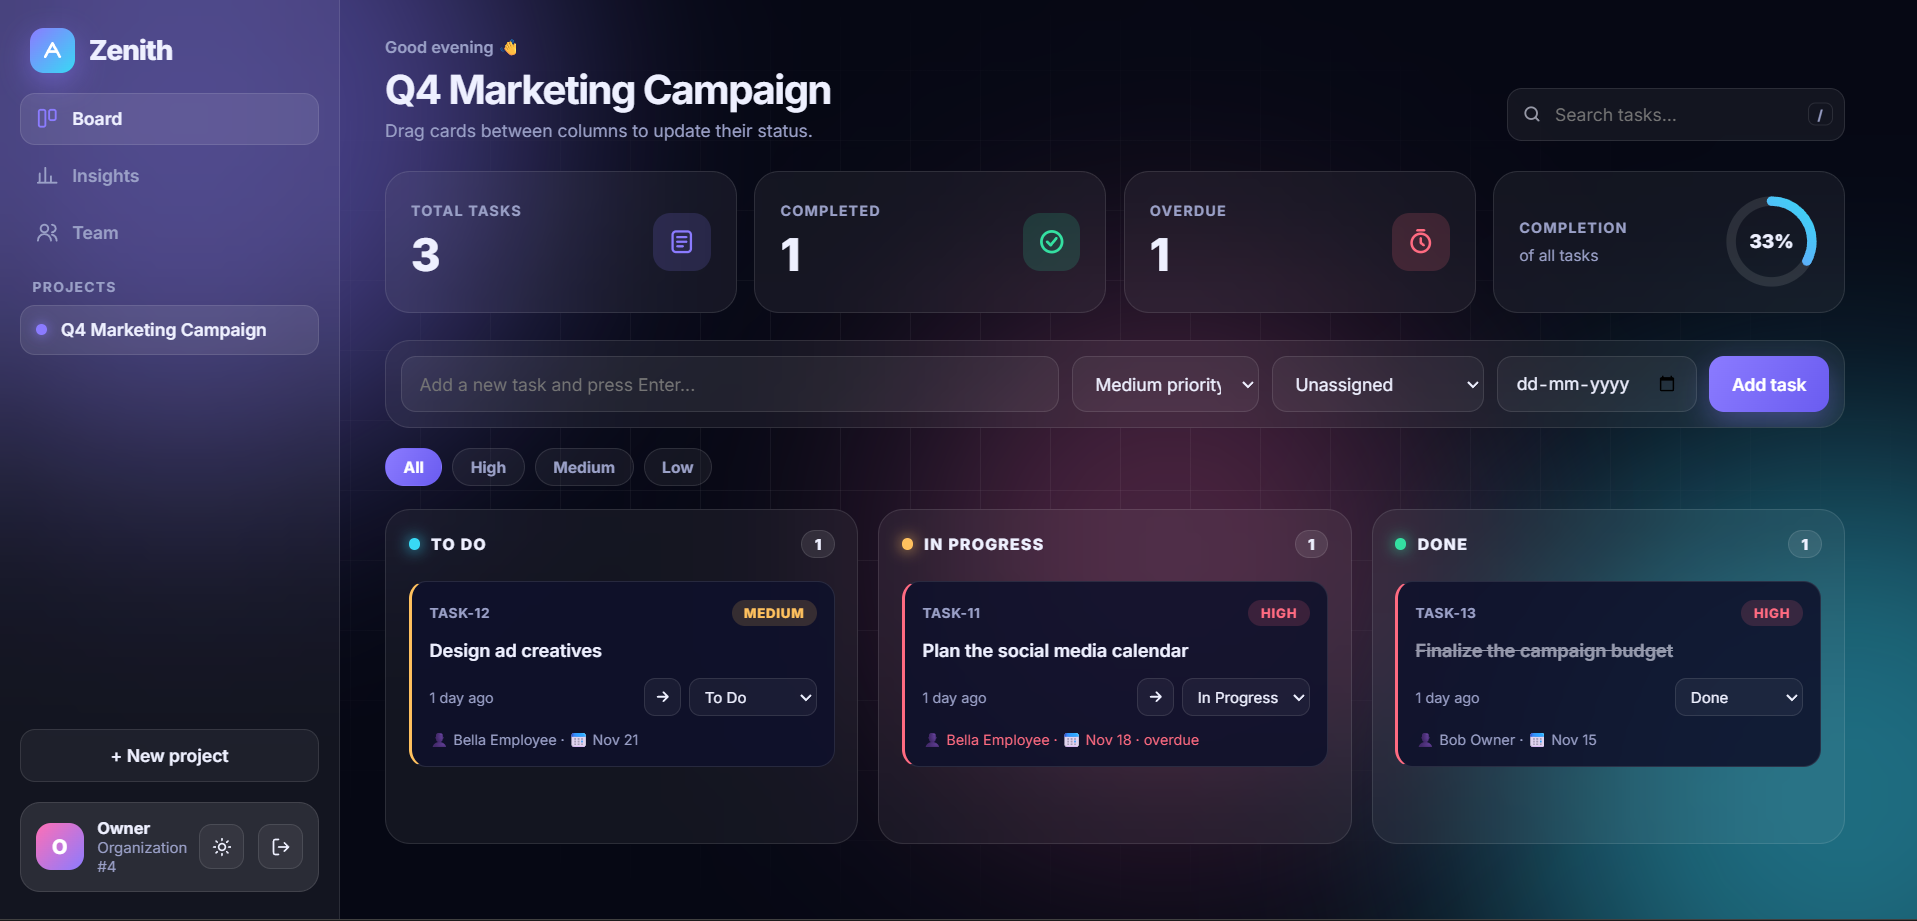 Zenith
Board
Insights
Team
PROJECTS
Q4 Marketing Campaign
+ New project
O
Owner
Organization
#4
Good evening 👋
Q4 Marketing Campaign
Drag cards between columns to update their status.
Search tasks...
/
TOTAL TASKS
3
COMPLETED
1
OVERDUE
1
COMPLETION
of all tasks
33%
Add a new task and press Enter...
Medium priority
Unassigned
dd-mm-yyyy
Add task
All
High
Medium
Low
TO DO
1
TASK-12
MEDIUM
Design ad creatives
1 day ago
→
To Do
Bella Employee · Nov 21
IN PROGRESS
1
TASK-11
HIGH
Plan the social media calendar
1 day ago
→
In Progress
Bella Employee · Nov 18 · overdue
DONE
1
TASK-13
HIGH
Finalize the campaign budget
1 day ago
Done
Bob Owner · Nov 15